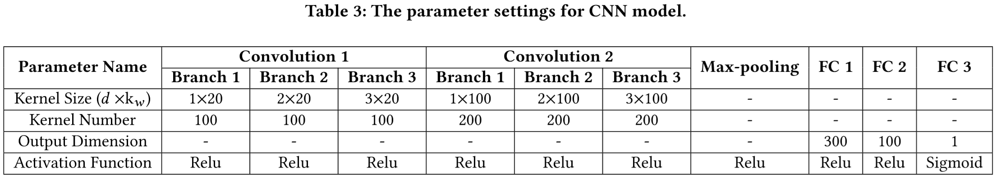 Table 3: The parameter settings for CNN model.
Parameter Name Convolution 1 Convolution 2 Max-pooling FC 1 FC 2 FC 3
Branch 1 Branch 2 Branch 3 Branch 1 Branch 2 Branch 3
Kernel Size (d ×kw) 1×20 2×20 3×20 1×100 2×100 3×100 - - - -
Kernel Number 100 100 100 200 200 200 - - - -
Output Dimension - - - - - - - 300 100 1
Activation Function Relu Relu Relu Relu Relu Relu Relu Relu Relu Sigmoid